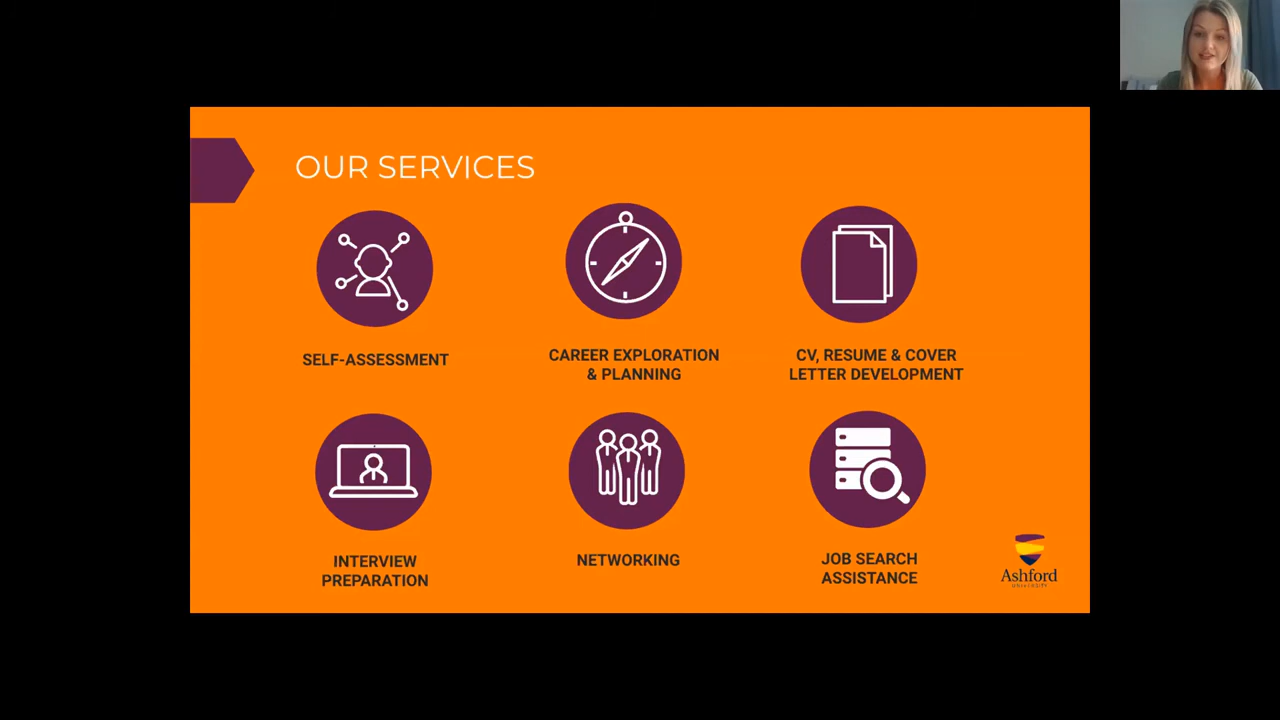 OUR SERVICES
SELF-ASSESSMENT
CAREER EXPLORATION
& PLANNING
CV, RESUME & COVER
LETTER DEVELOPMENT
INTERVIEW
PREPARATION
NETWORKING
JOB SEARCH
ASSISTANCE
Ashford
UNIVERSITY